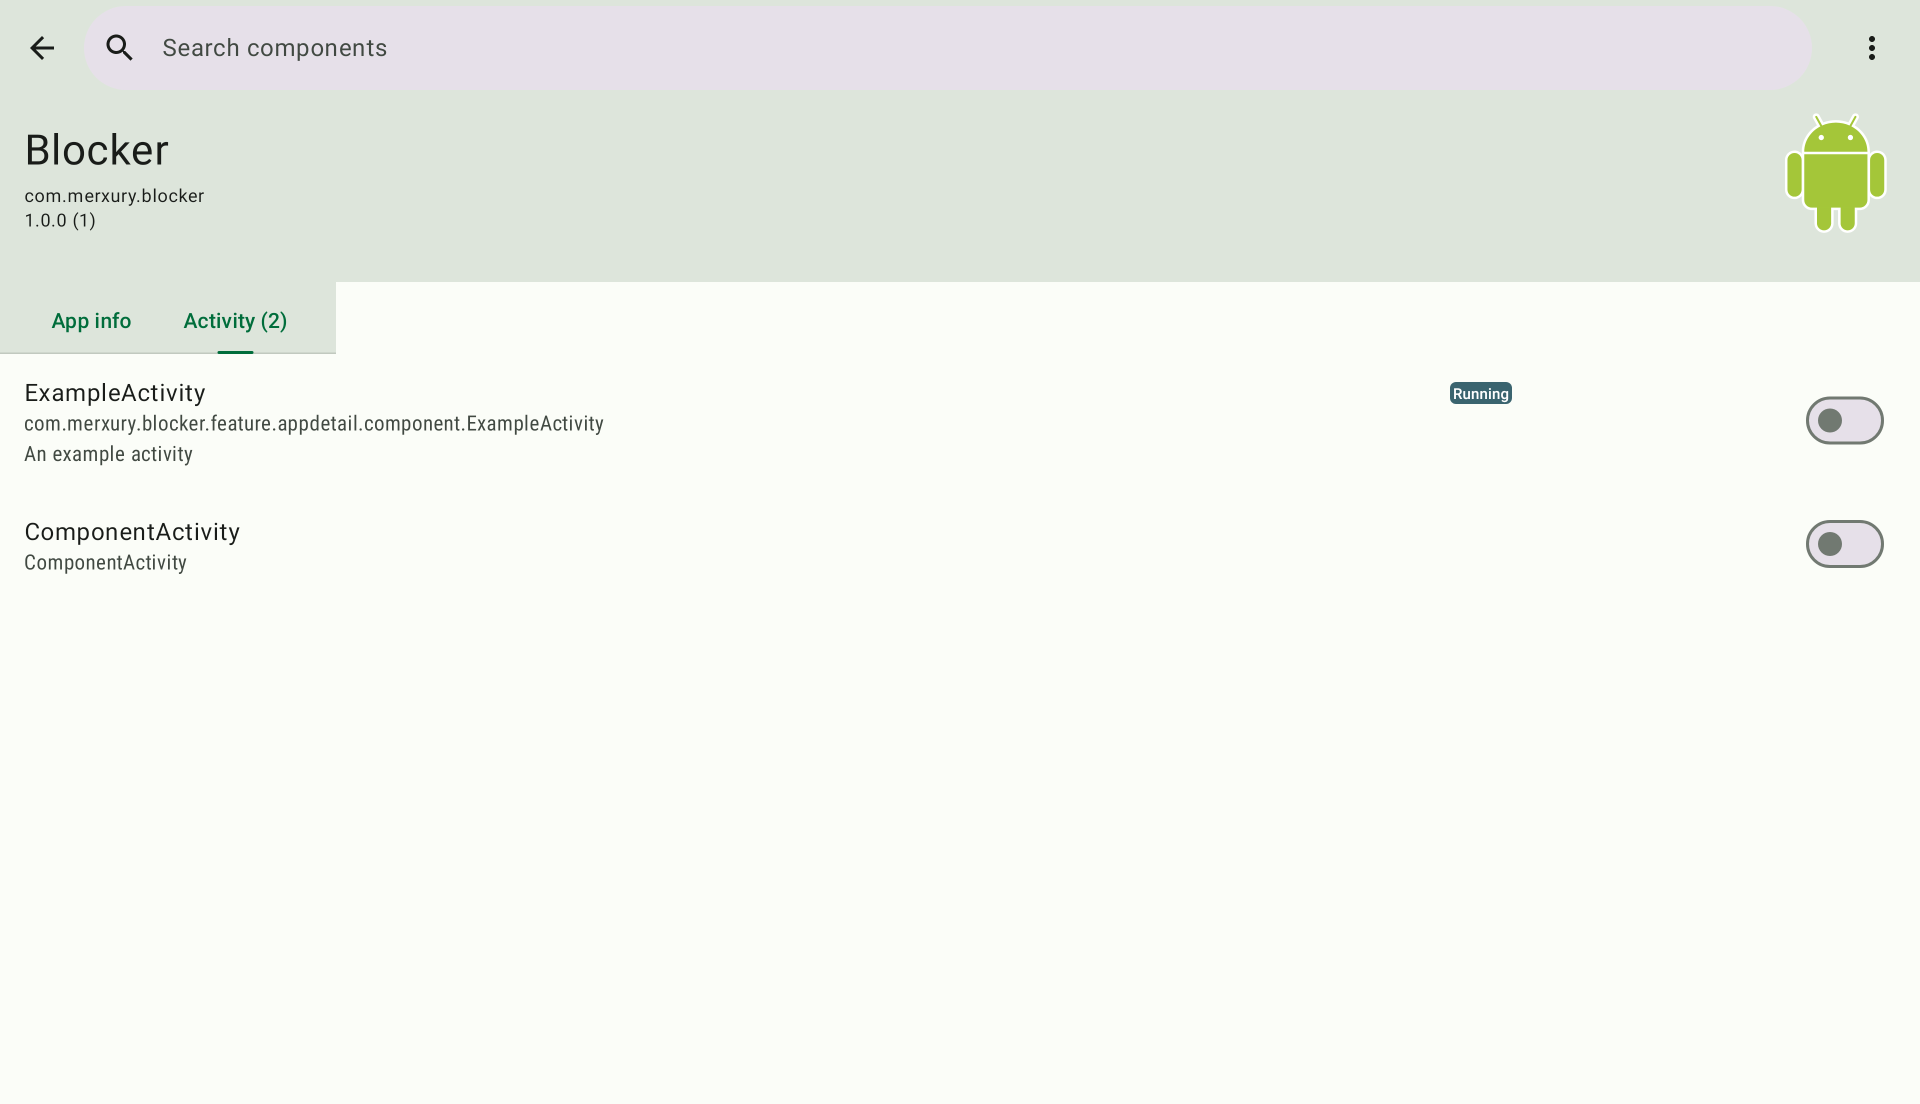 Search components
Blocker
com.merxury.blocker
1.0.0 (1)
App info
Activity (2)
ExampleActivity
Running
com.merxury.blocker.feature.appdetail.component.ExampleActivity
An example activity
ComponentActivity
ComponentActivity